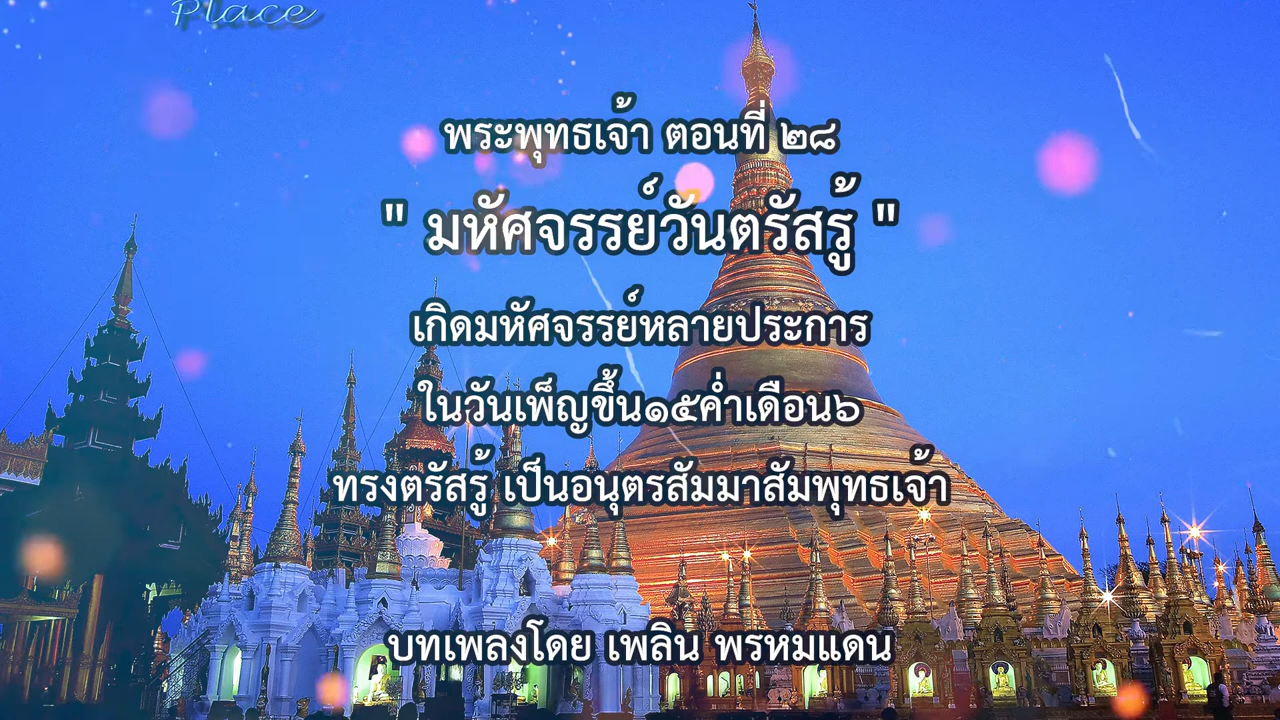 Place
พระพุทธเจ้า ตอนที่ ๒๘
" มหัศจรรย์วันตรัสรู้ "
เกิดมหัศจรรย์หลายประการ
ในวันเพ็ญขึ้น๑๕ค่ำเดือน๖
ทรงตรัสรู้ เป็นอนุตรสัมมาสัมพุทธเจ้า
บทเพลงโดย เพลิน พรหมแดน